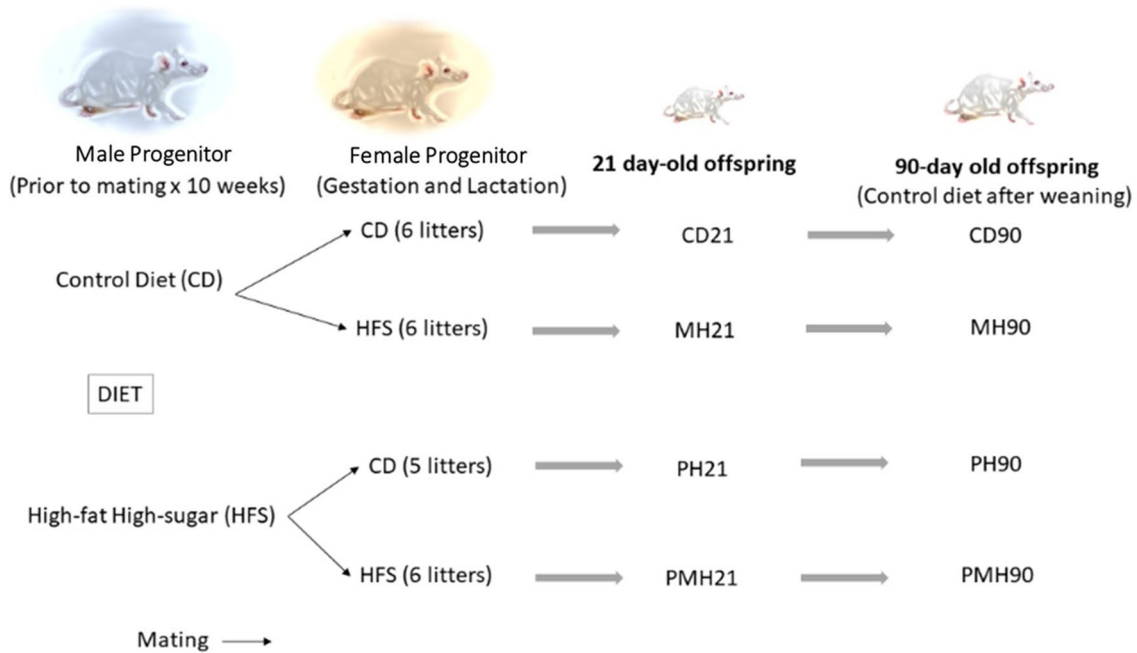 Male Progenitor
(Prior to mating x 10 weeks)
Female Progenitor
(Gestation and Lactation)
21 day-old offspring
90-day old offspring
(Control diet after weaning)
Control Diet (CD)
CD (6 litters)
CD21
CD90
HFS (6 litters)
MH21
MH90
DIET
High-fat High-sugar (HFS)
CD (5 litters)
PH21
PH90
HFS (6 litters)
PMH21
PMH90
Mating